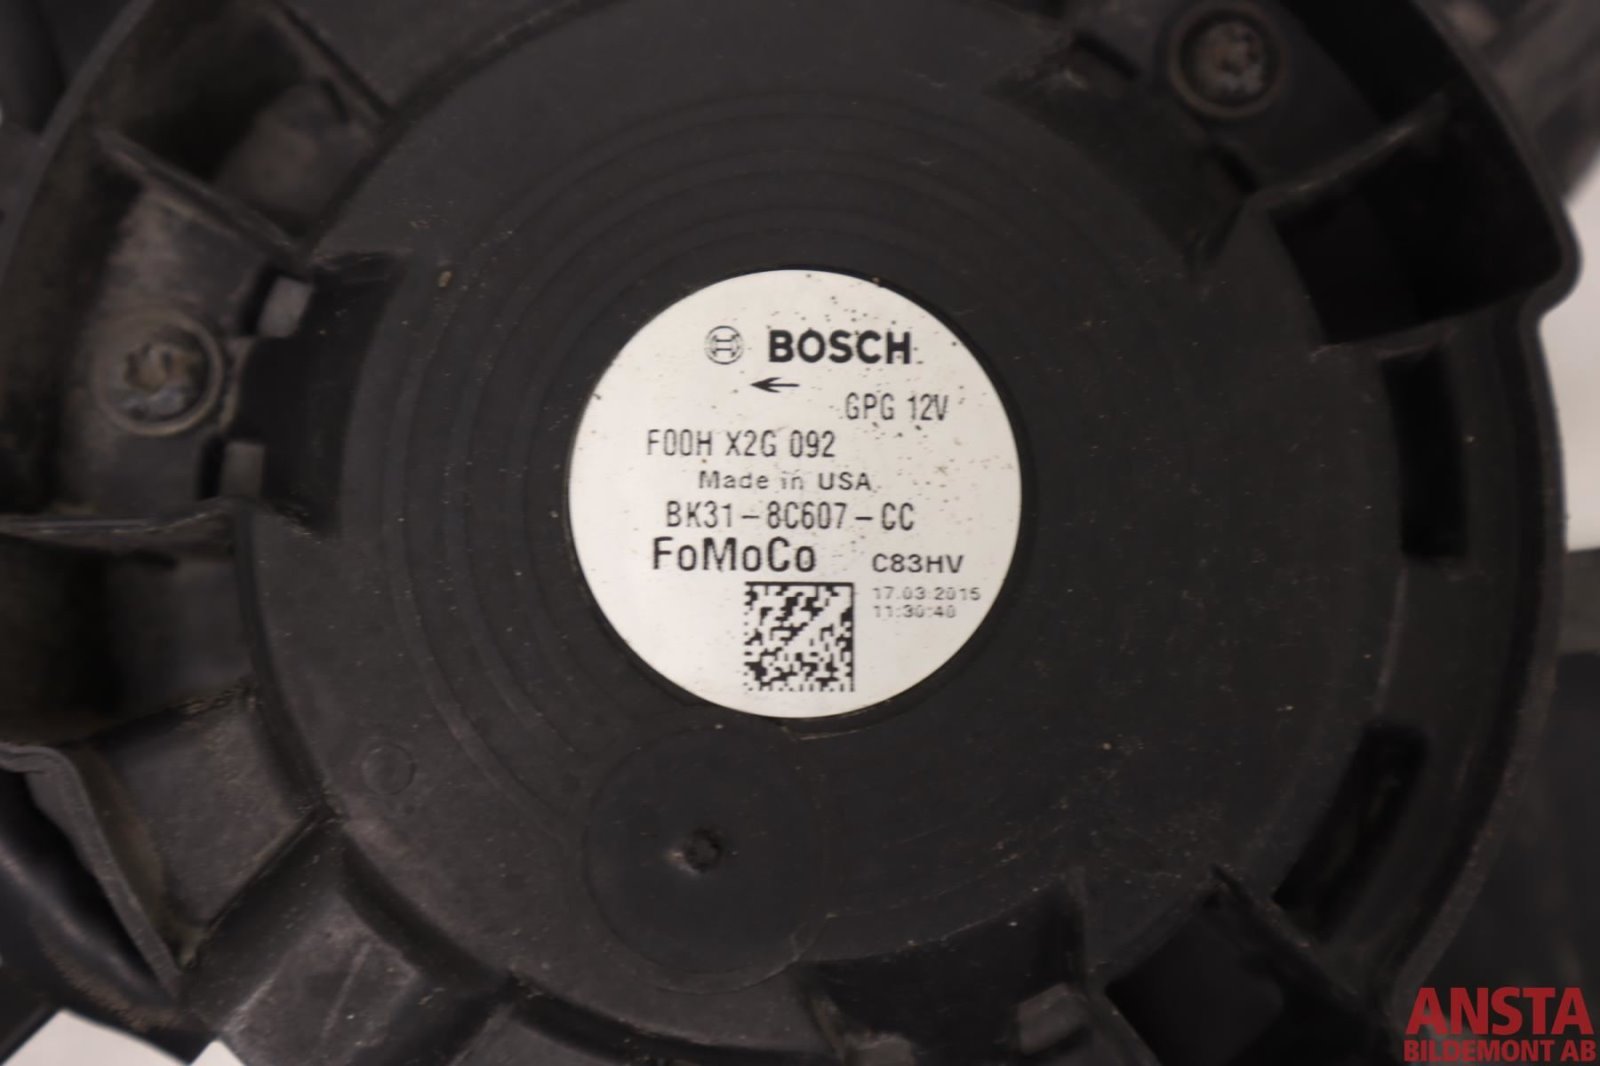 BOSCH
GPG 12V
F00H X2G 092
Made in USA
BK31-8C607-CC
FoMoCo C83HV
17.03.2015
11:30:40
ANSTA
BILDEMONT AB